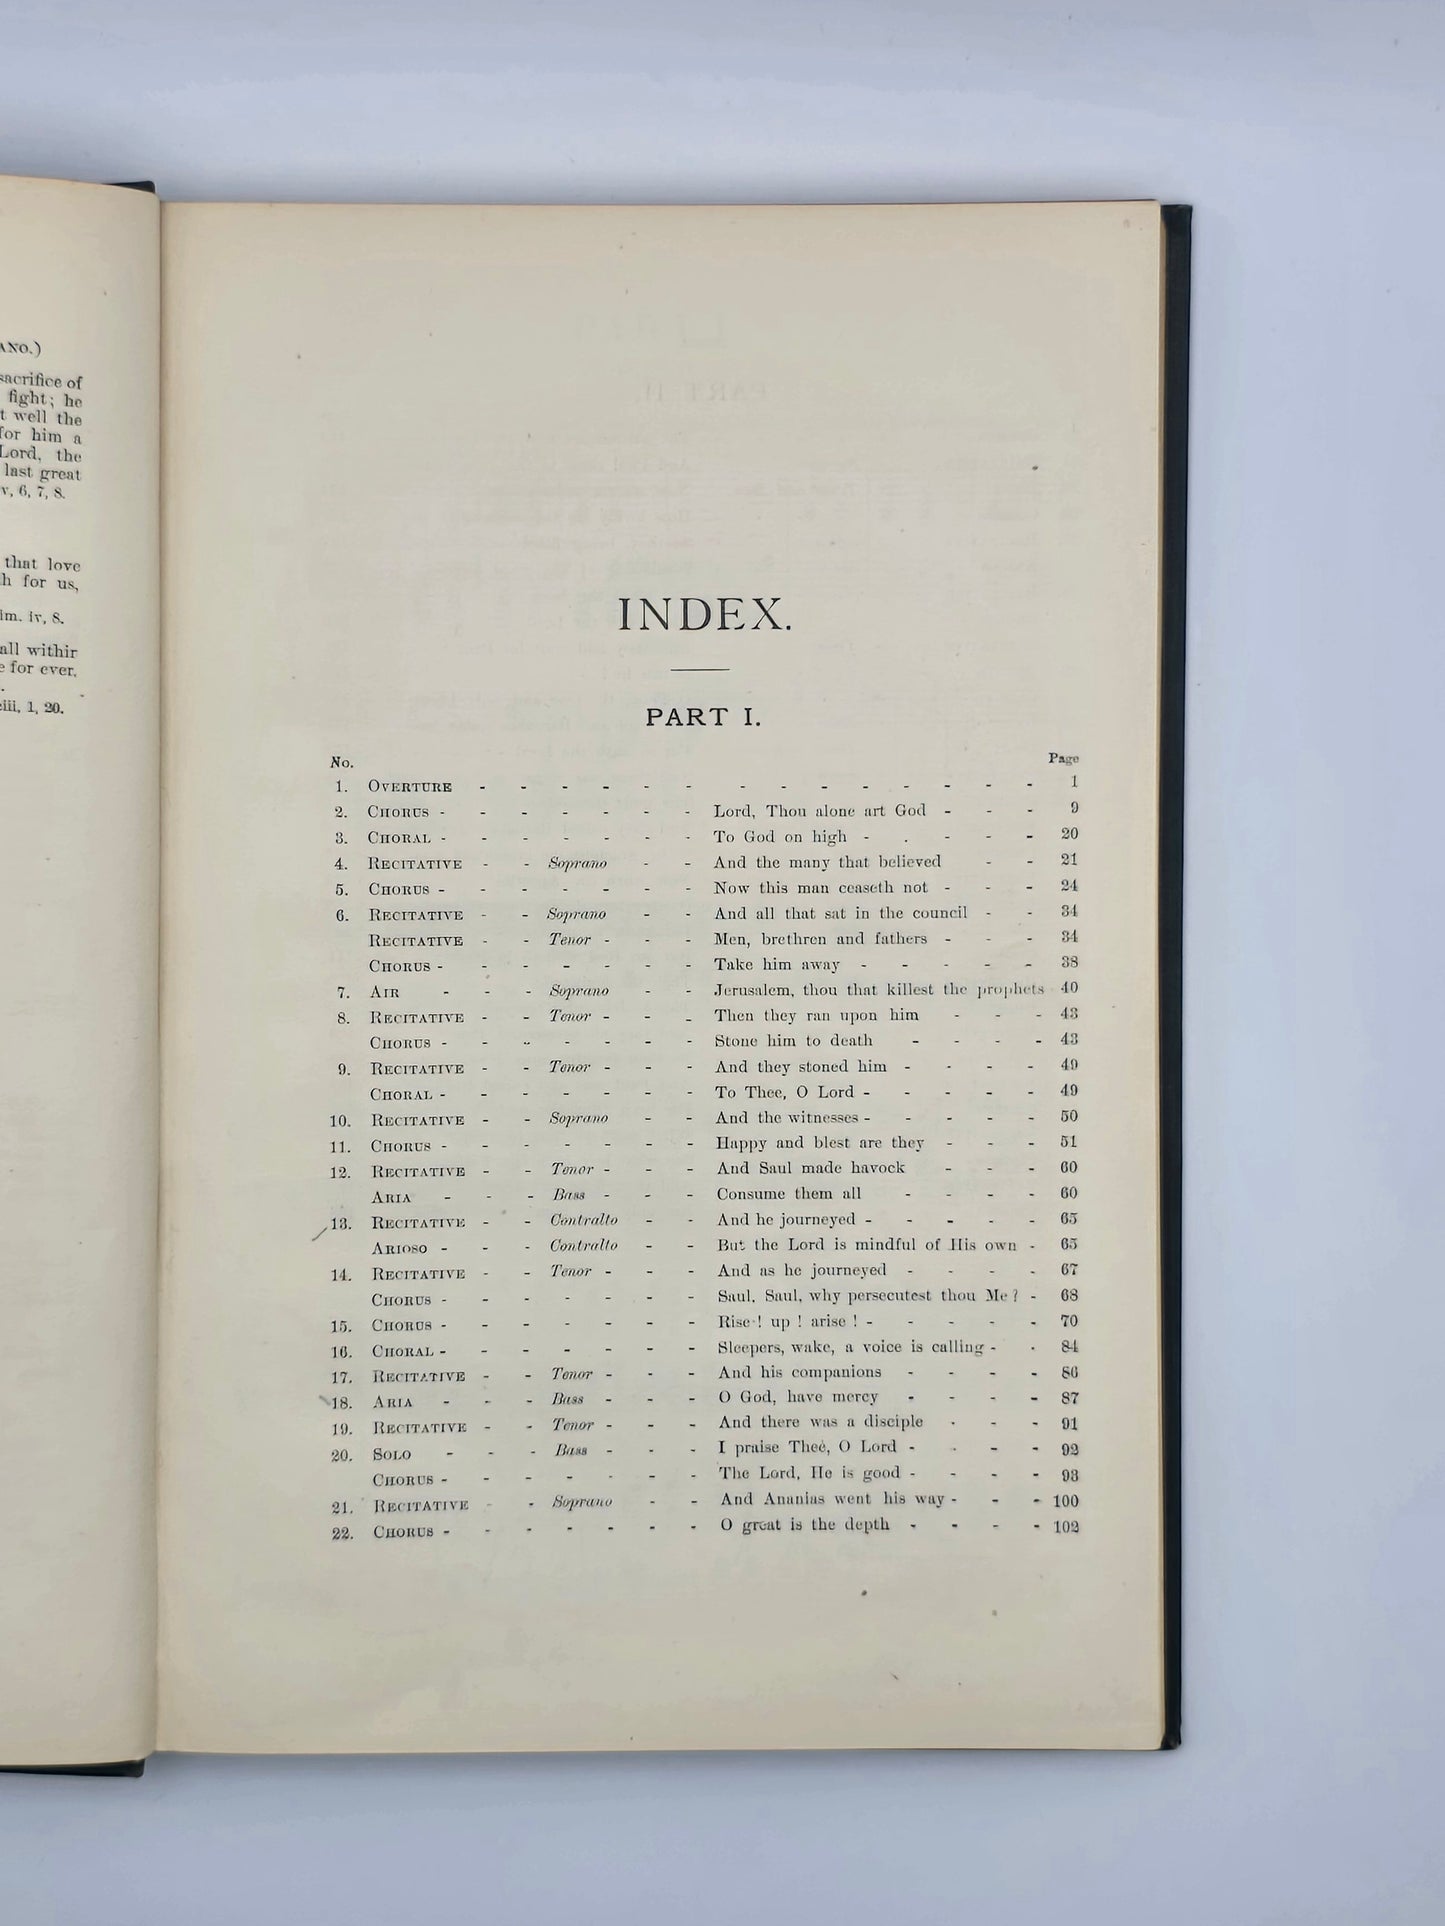 ANO.)
sacrifice of
fight; he
well the
for him a
Lord, the
last great
v, 6, 7, 8.
that love
for us,
iv, 8.
all withir
for ever.
iii, 1, 20.
INDEX.
PART I.
No. Page
1. OVERTURE - - - - - - - - - - - - - - 1
2. CHORUS - - - - - - - Lord, Thou alone art God - - - 9
3. CHORAL - - - - - - - To God on high - . - - - 20
4. RECITATIVE - - Soprano - - And the many that believed - - 21
5. CHORUS - - - - - - - Now this man ceaseth not - - - 24
6. RECITATIVE - - Soprano - - And all that sat in the council - - 34
RECITATIVE - - Tenor - - - Men, brethren and fathers - - - 34
CHORUS - - - - - - - Take him away - - - - - 38
7. AIR - - - Soprano - - Jerusalem, thou that killest the prophets 40
8. RECITATIVE - - Tenor - - - Then they ran upon him - - - 43
CHORUS - - - - - - - Stone him to death - - - - 43
9. RECITATIVE - - Tenor - - - And they stoned him - - - - 49
CHORAL - - - - - - - To Thee, O Lord - - - - - 49
10. RECITATIVE - - Soprano - - And the witnesses - - - - - 50
11. CHORUS - - - - - - - Happy and blest are they - - - 51
12. RECITATIVE - - Tenor - - - And Saul made havock - - - 60
ARIA - - - Bass - - - Consume them all - - - - 60
13. RECITATIVE - - Contralto - - And he journeyed - - - - - 65
ARIOSO - - - Contralto - - But the Lord is mindful of His own - 65
14. RECITATIVE - - Tenor - - - And as he journeyed - - - - 67
CHORUS - - - - - - - Saul, Saul, why persecutest thou Me ? - 68
15. CHORUS - - - - - - - Rise ! up ! arise ! - - - - - 70
16. CHORAL - - - - - - - Sleepers, wake, a voice is calling - - 84
17. RECITATIVE - - Tenor - - - And his companions - - - - 86
18. ARIA - - - Bass - - - O God, have mercy - - - - 87
19. RECITATIVE - - Tenor - - - And there was a disciple - - - 91
20. SOLO - - - Bass - - - I praise Thee, O Lord - - - - 92
CHORUS - - - - - - - The Lord, He is good - - - - 93
21. RECITATIVE - - Soprano - - And Ananias went his way - - - 100
22. CHORUS - - - - - - - O great is the depth - - - - 102